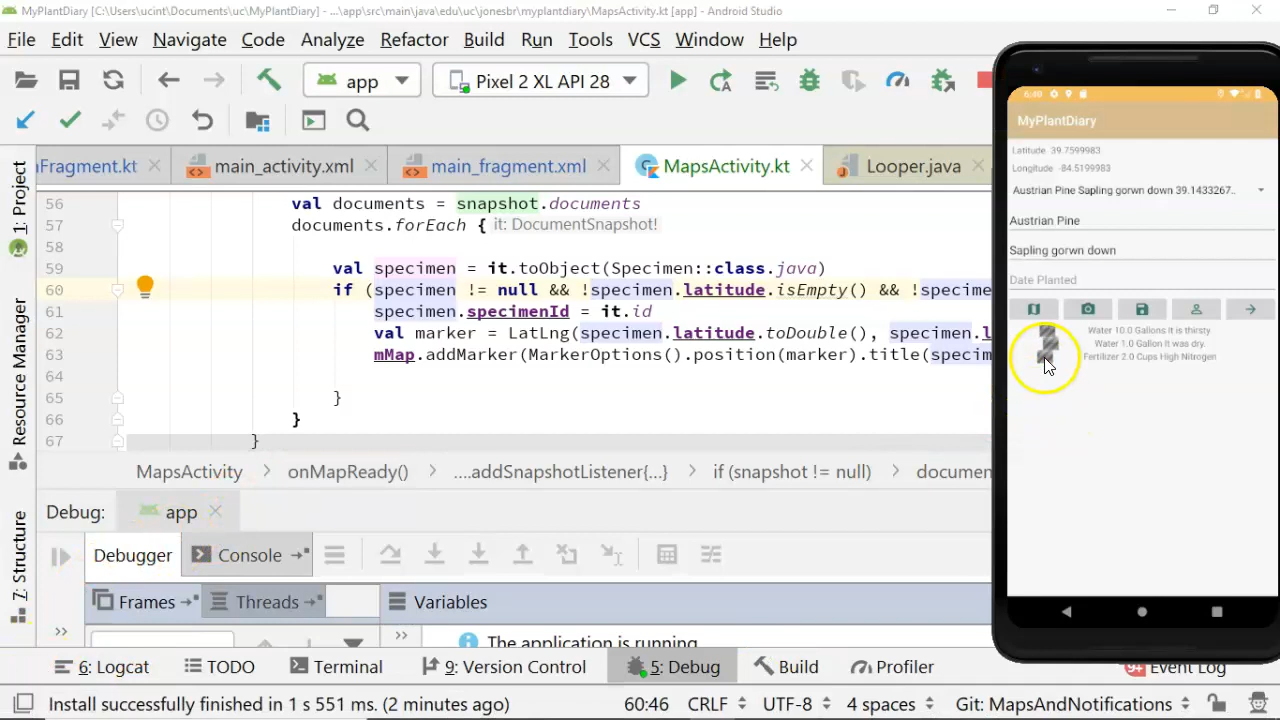 MyPlantDiary [C:\Users\ucint\Documents\uc\MyPlantDiary] - ...\app\src\main\java\edu\uc\jonesbr\myplantdiary\MapsActivity.kt [app] - Android Studio
File Edit View Navigate Code Analyze Refactor Build Run Tools VCS Window Help
app Pixel 2 XL API 28
nFragment.kt main_activity.. main_fragment.xml MapsActivity.kt Looper.java
1: Project
Resource Manager
7: Structure
56 val documents = snapshot.documents
57 documents.forEach { it: DocumentSnapshot!
58
59 val specimen = it.toObject(Specimen::class.java)
60 if (specimen != null && !specimen.latitude.isEmpty() && !specime
61 specimen.specimenId = it.id
62 val marker = LatLng(specimen.latitude.toDouble(), specimen.l
63 mMap.addMarker(MarkerOptions().position(marker).title(specim
64
65 }
66 }
67 }
MapsActivity onMapReady() ....addSnapshotListener{...} if (snapshot != null) documen
Debug: app
Debugger Console
Frames Threads Variables
The application is running
6: Logcat TODO Terminal 9: Version Control 5: Debug Build Profiler 9+ Event Log
Install successfully finished in 1 s 551 ms. (2 minutes ago) 60:46 CRLF UTF-8 4 spaces Git: MapsAndNotifications
6:40
MyPlantDiary
Latitude 39.7599983
Longitude -84.5199983
Austrian Pine Sapling gorwn down 39.1433267..
Austrian Pine
Sapling gorwn down
Date Planted
Water 10.0 Gallons It is thirsty
Water 1.0 Gallon It was dry.
Fertilizer 2.0 Cups High Nitrogen